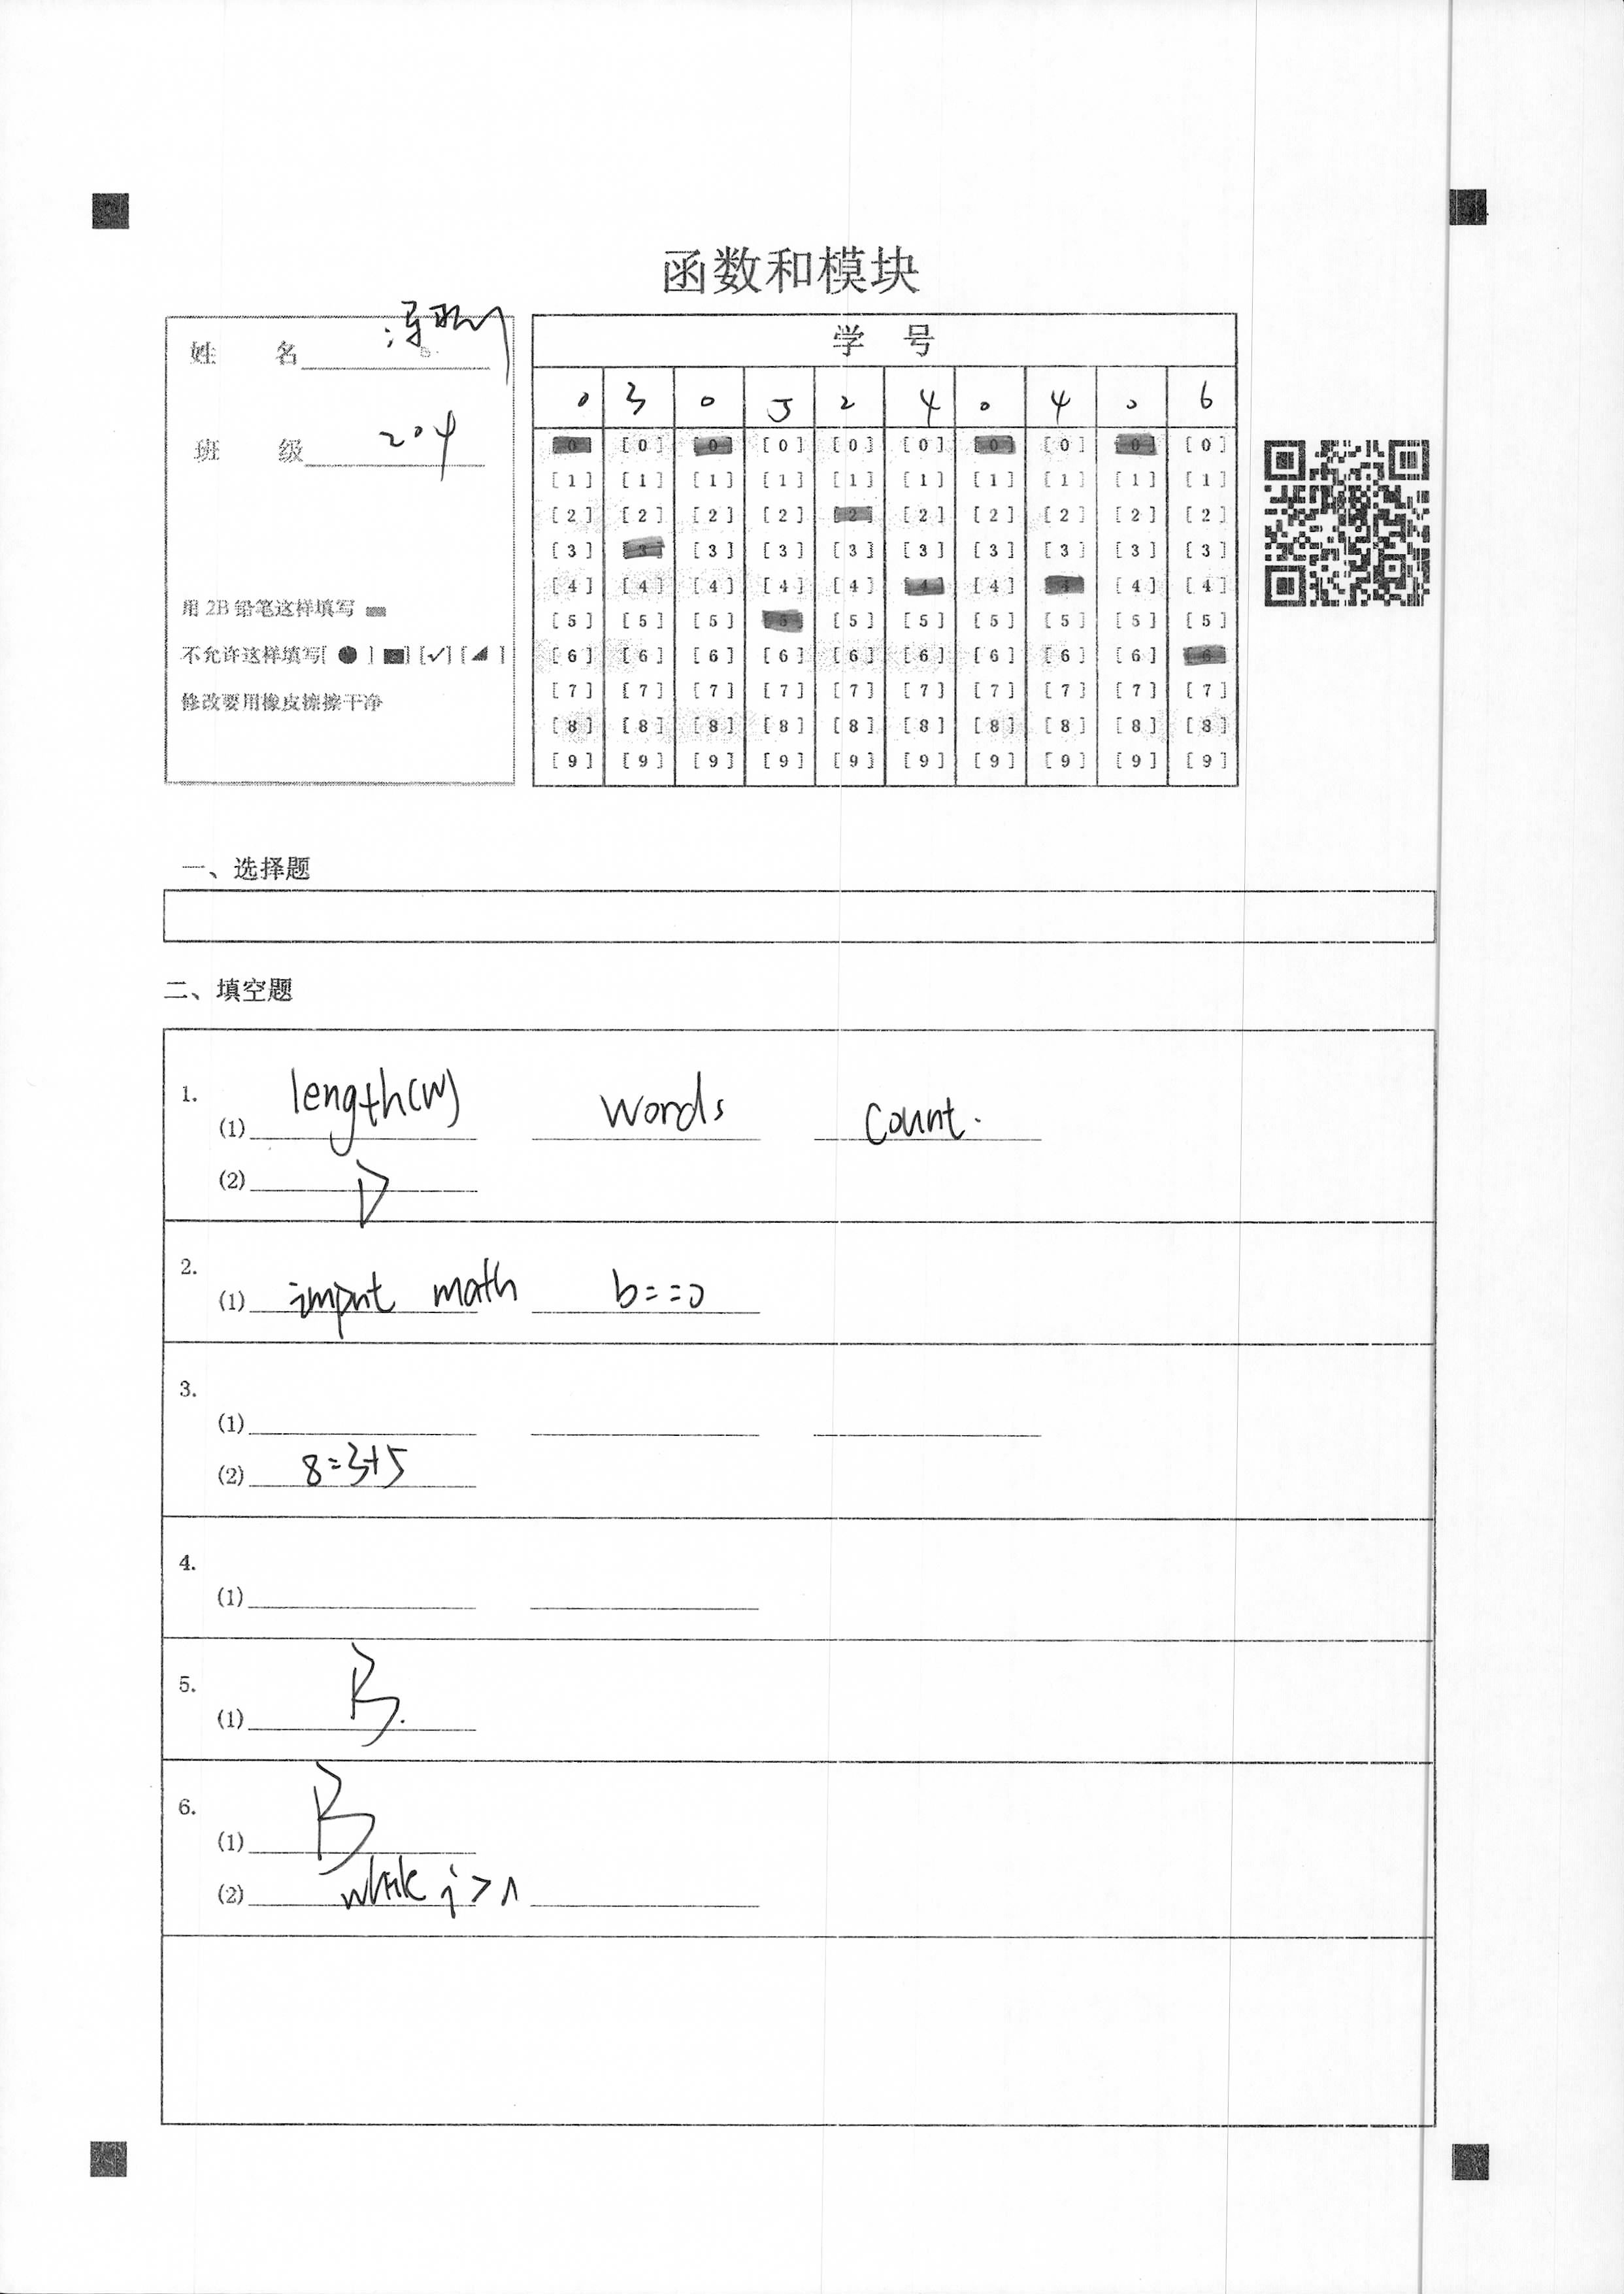 函数和模块
姓 名
班 级 204
用 2B 铅笔这样填写
不允许这样填写[ ● ] [■] [✓] [◢]
修改要用橡皮擦擦干净
学 号
0 3 0 5 2 4 0 4 0 6
[0] [0] [0] [0] [0] [0] [0] [0] [0] [0]
[1] [1] [1] [1] [1] [1] [1] [1] [1] [1]
[2] [2] [2] [2] [2] [2] [2] [2] [2] [2]
[3] [3] [3] [3] [3] [3] [3] [3] [3] [3]
[4] [4] [4] [4] [4] [4] [4] [4] [4] [4]
[5] [5] [5] [5] [5] [5] [5] [5] [5] [5]
[6] [6] [6] [6] [6] [6] [6] [6] [6] [6]
[7] [7] [7] [7] [7] [7] [7] [7] [7] [7]
[8] [8] [8] [8] [8] [8] [8] [8] [8] [8]
[9] [9] [9] [9] [9] [9] [9] [9] [9] [9]
一、选择题
二、填空题
1.
(1) length(w) words count.
(2) D
2.
(1) math b==0
3.
(1)
(2) 8=3+5
4.
(1)
5.
(1) B.
6.
(1) B
(2) while j>1